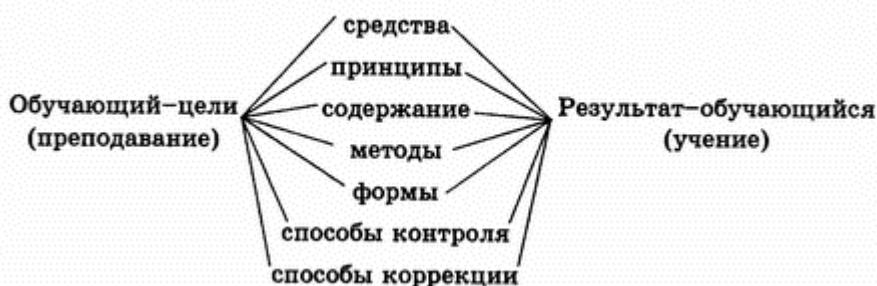 средства
принципы
Обучающий–цели
(преподавание)
содержание
методы
формы
способы контроля
способы коррекции
Результат–обучающийся
(учение)